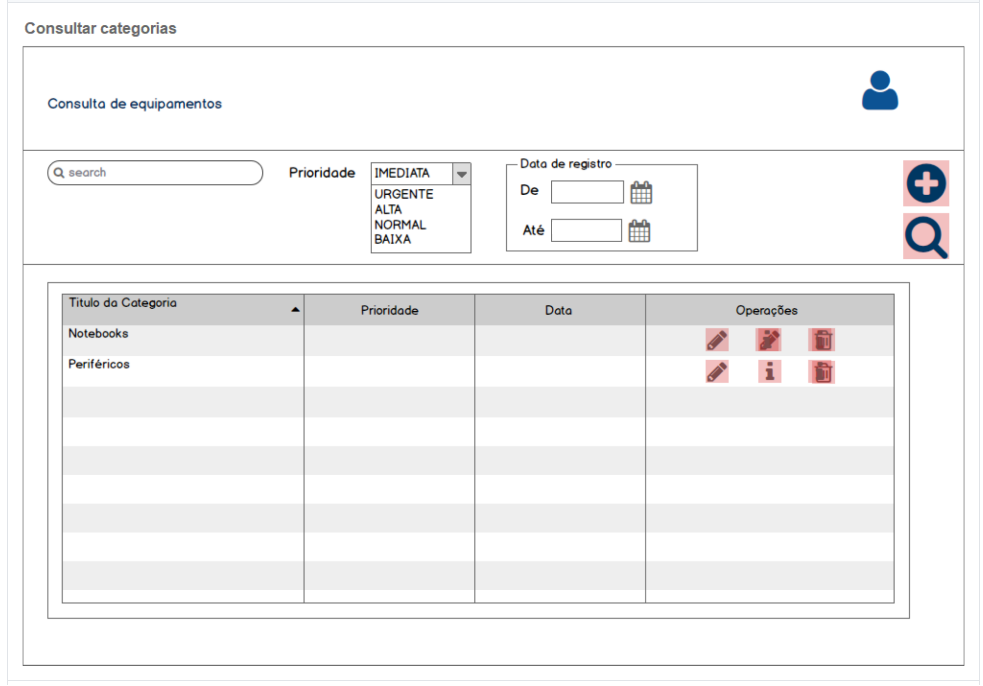 Consultar categorias
Consulta de equipamentos
search
Prioridade
IMEDIATA
URGENTE
ALTA
NORMAL
BAIXA
Data de registro
De
Até
Titulo da Categoria
Prioridade
Data
Operações
Notebooks
Periféricos